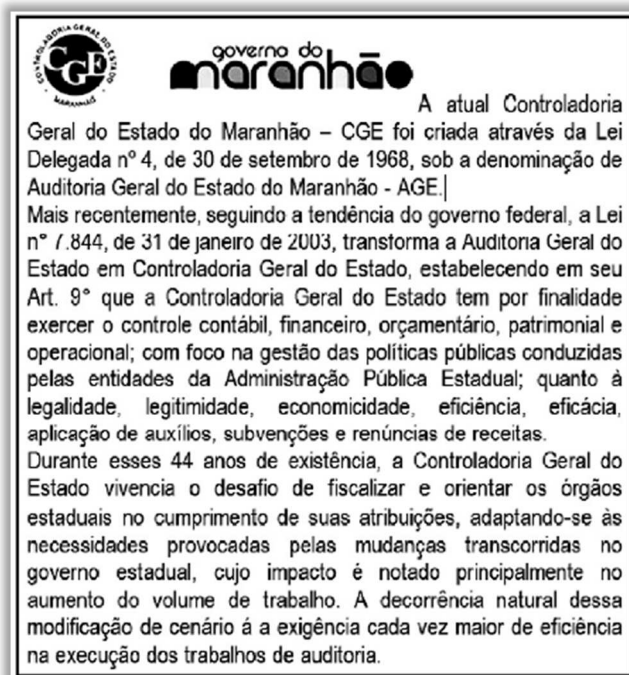 CONTROLADORIA GERAL DO ESTADO
CGE
MARANHÃO
governo do
maranhão
A atual Controladoria
Geral do Estado do Maranhão – CGE foi criada através da Lei
Delegada nº 4, de 30 de setembro de 1968, sob a denominação de
Auditoria Geral do Estado do Maranhão - AGE.
Mais recentemente, seguindo a tendência do governo federal, a Lei
n° 7.844, de 31 de janeiro de 2003, transforma a Auditoria Geral do
Estado em Controladoria Geral do Estado, estabelecendo em seu
Art. 9° que a Controladoria Geral do Estado tem por finalidade
exercer o controle contábil, financeiro, orçamentário, patrimonial e
operacional; com foco na gestão das políticas públicas conduzidas
pelas entidades da Administração Pública Estadual; quanto à
legalidade, legitimidade, economicidade, eficiência, eficácia,
aplicação de auxílios, subvenções e renúncias de receitas.
Durante esses 44 anos de existência, a Controladoria Geral do
Estado vivencia o desafio de fiscalizar e orientar os órgãos
estaduais no cumprimento de suas atribuições, adaptando-se às
necessidades provocadas pelas mudanças transcorridas no
governo estadual, cujo impacto é notado principalmente no
aumento do volume de trabalho. A decorrência natural dessa
modificação de cenário á a exigência cada vez maior de eficiência
na execução dos trabalhos de auditoria.